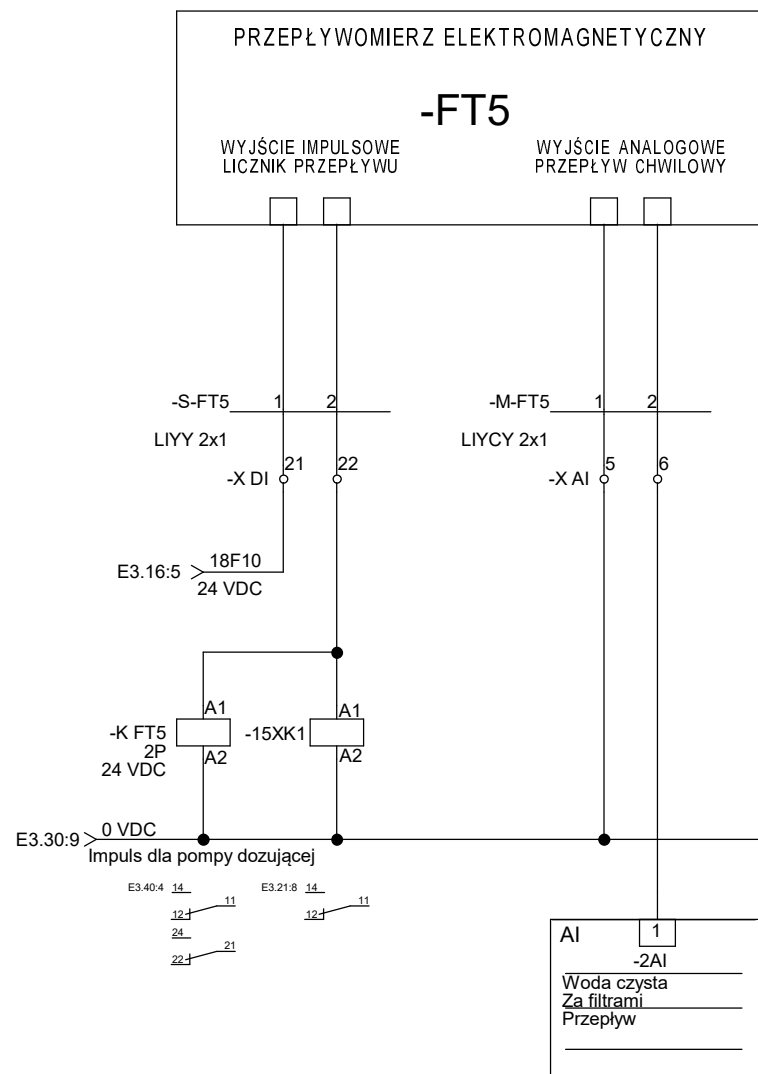 PRZEPŁYWOMIERZ ELEKTROMAGNETYCZNY
-FT5
WYJŚCIE IMPULSOWE
LICZNIK PRZEPŁYWU
WYJŚCIE ANALOGOWE
PRZEPŁYW CHWILOWY
-S-FT5 1 2
LIYY 2x1
-M-FT5 1 2
LIYCY 2x1
-X DI 21 22
-X AI 5 6
E3.16:5 18F10
24 VDC
-K FT5 A1
2P
24 VDC A2
-15XK1 A1
A2
E3.30:9 0 VDC
Impuls dla pompy dozującej
E3.40:4 14
12 11
24
22 21
E3.21:8 14
12 11
AI 1
-2AI
Woda czysta
Za filtrami
Przepływ